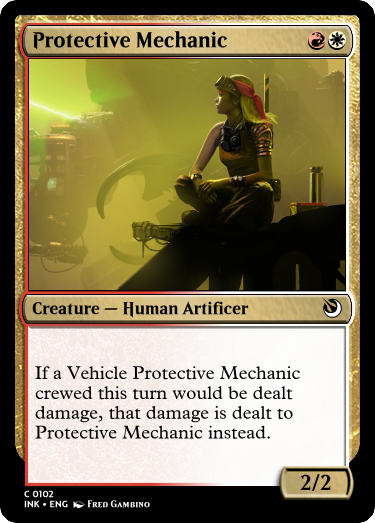 Protective Mechanic
Creature — Human Artificer
If a Vehicle Protective Mechanic
crewed this turn would be dealt
damage, that damage is dealt to
Protective Mechanic instead.
2/2
C 0102
INK • ENG Fred Gambino